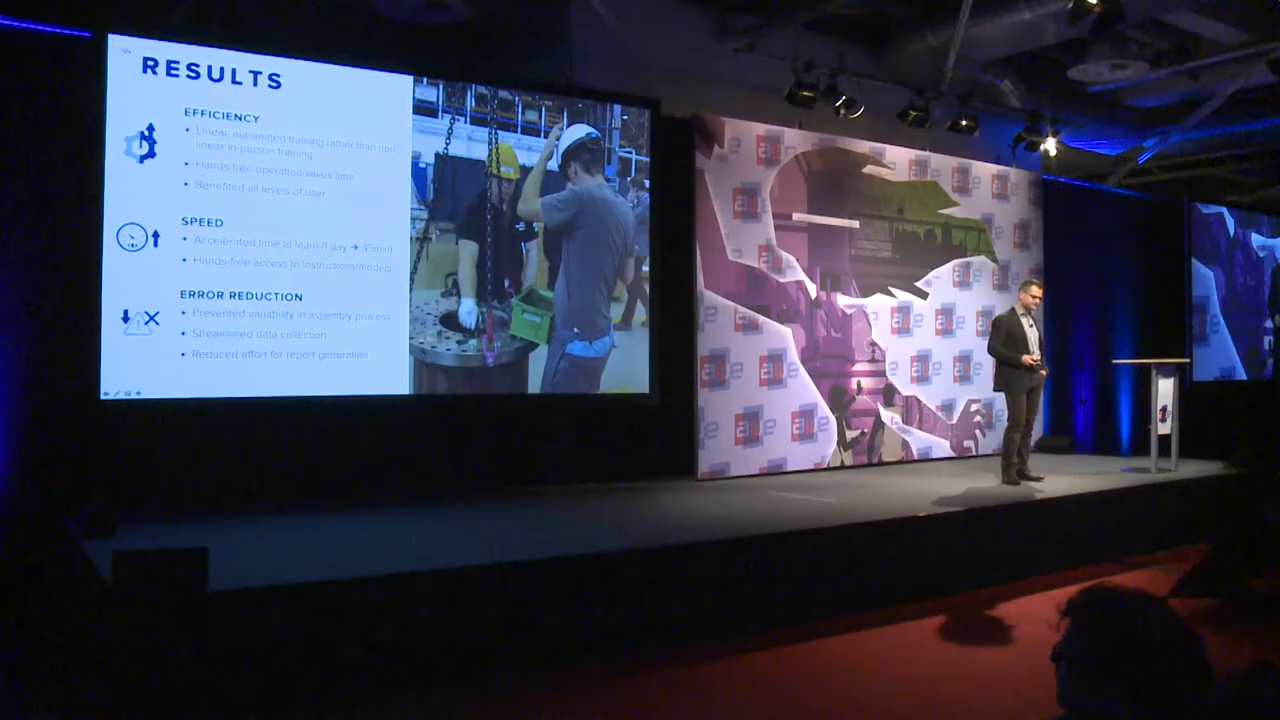 RESULTS
EFFICIENCY
• Linear, automated training rather than non
linear in-person training
• Hands-free operation saves time
• Benefited all levels of user
SPEED
• Accelerated time to learn (1 day → 45min)
• Hands-free access to instructions/models
ERROR REDUCTION
• Prevented variability in assembly process
• Streamlined data collection
• Reduced effort for report generation